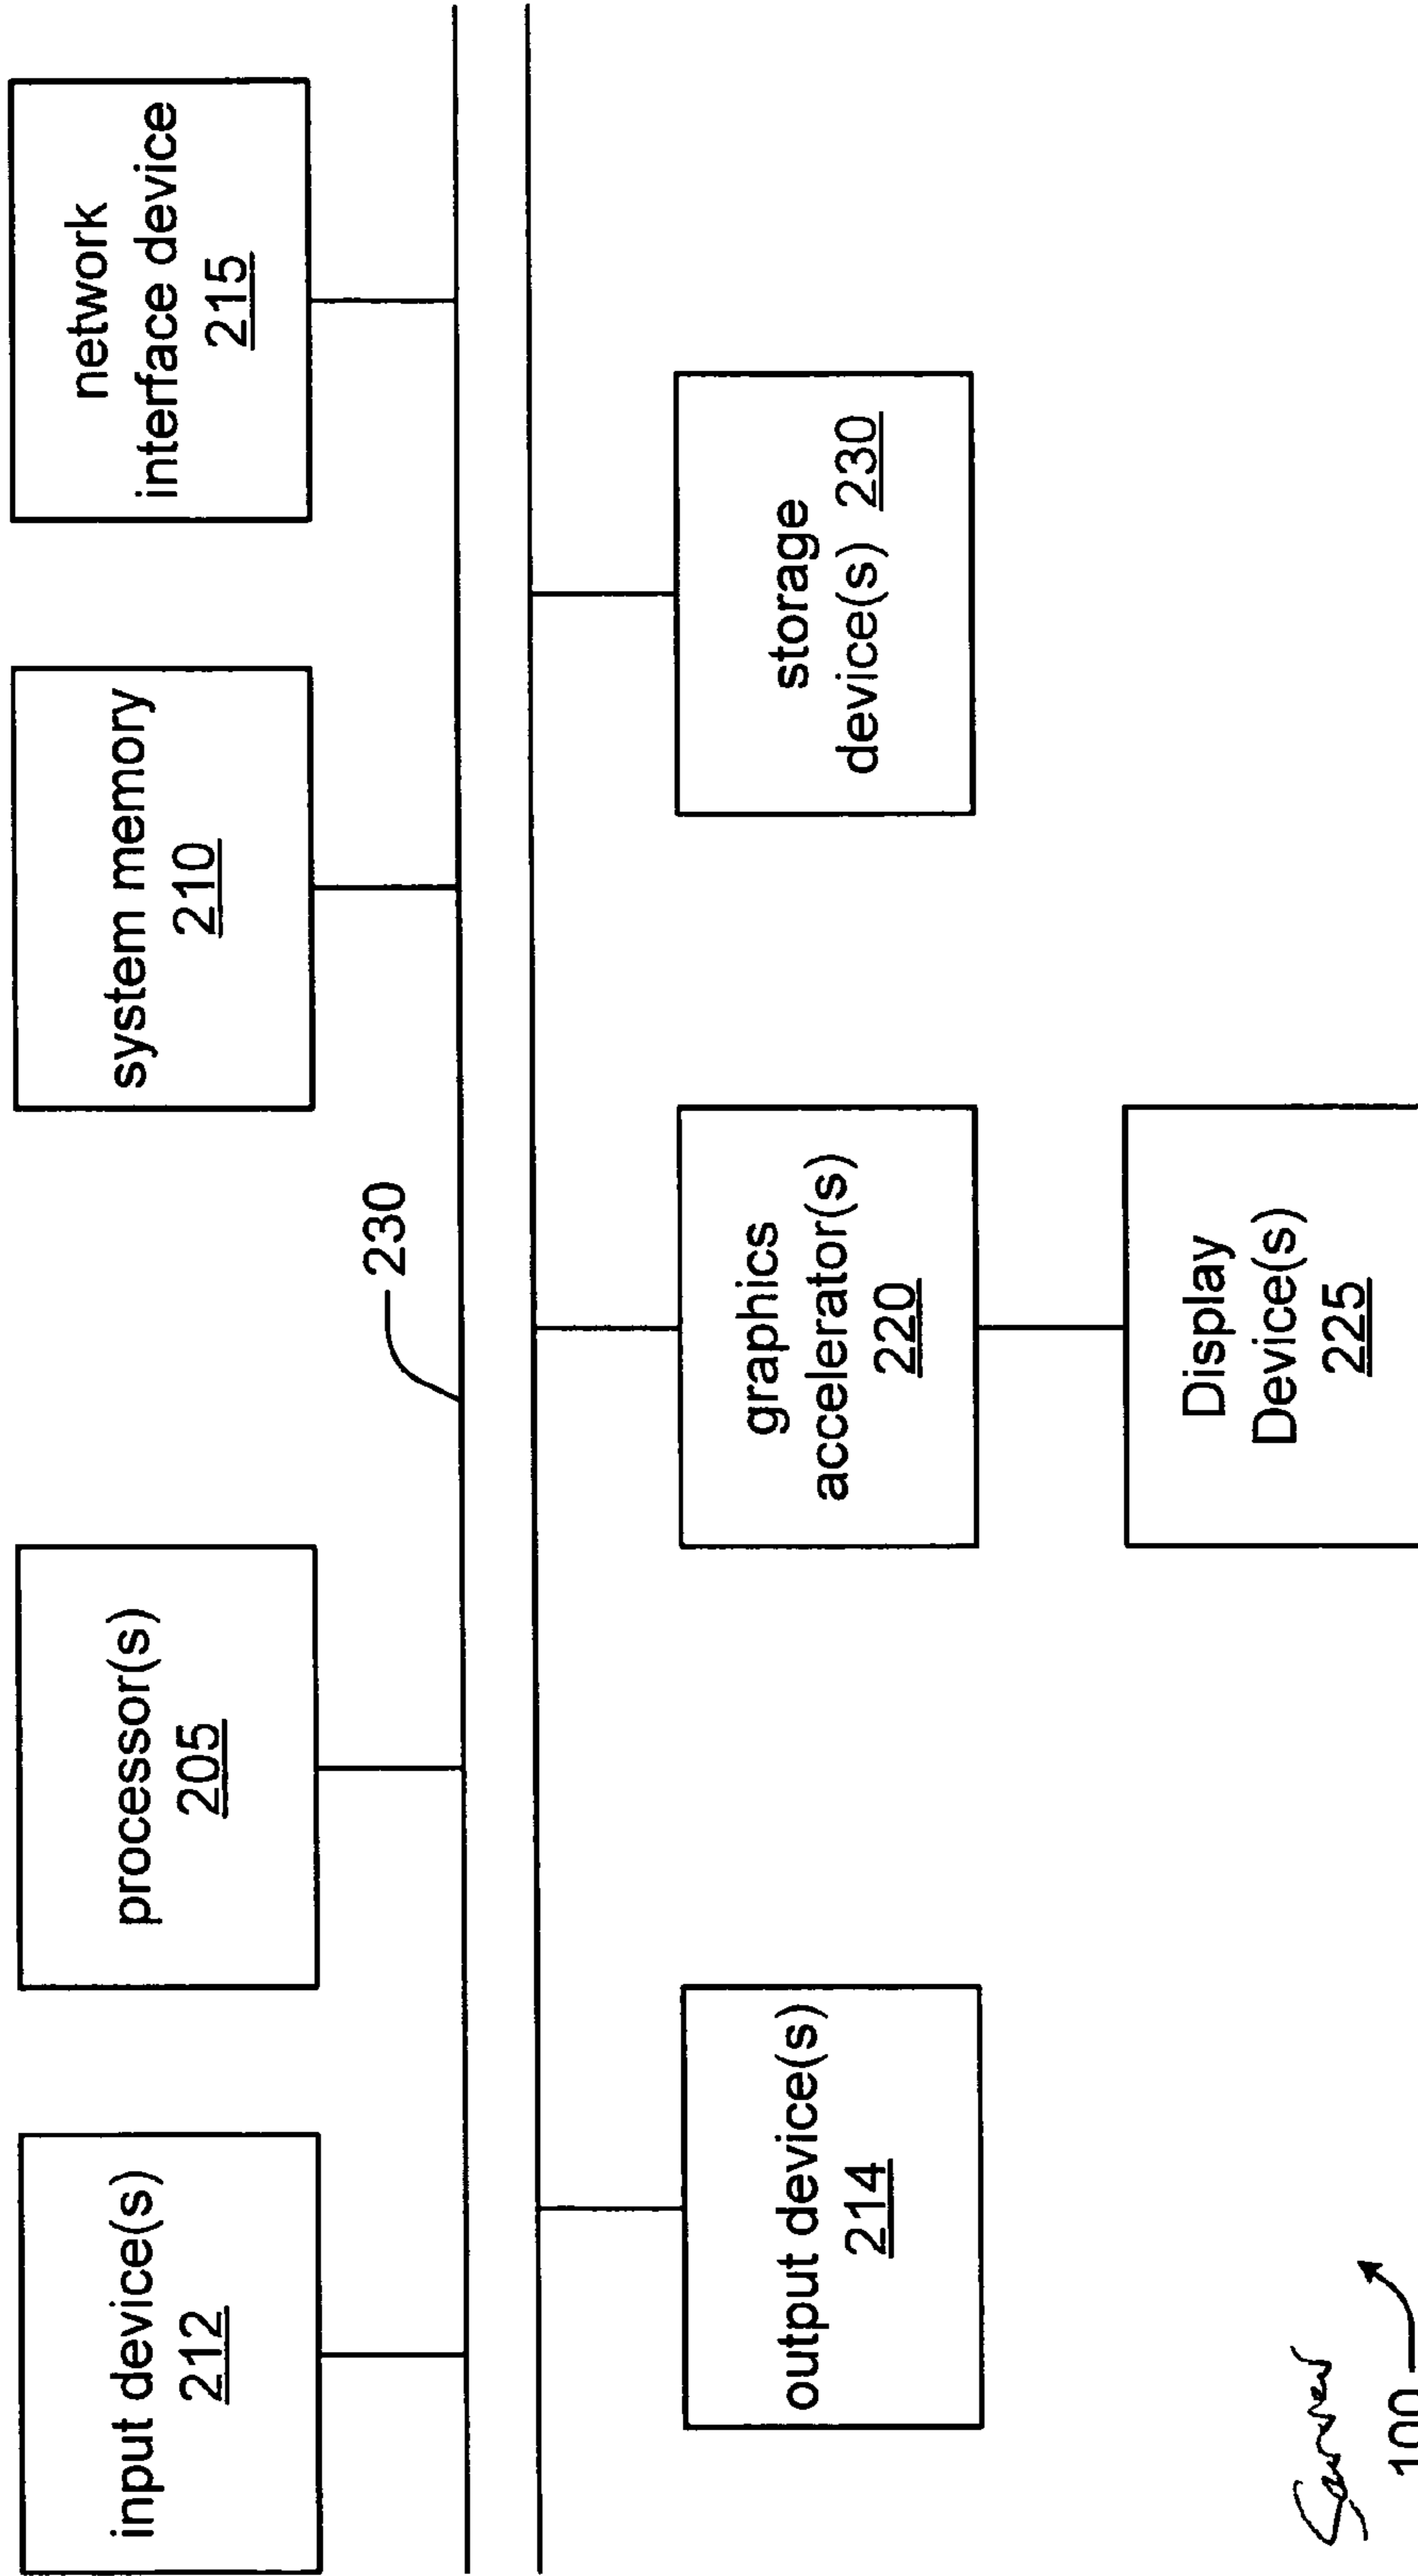 input device(s)
212
processor(s)
205
system memory
210
network
interface device
215
230
output device(s)
214
graphics
accelerator(s)
220
storage
device(s) 230
Display
Device(s)
225
Server
100